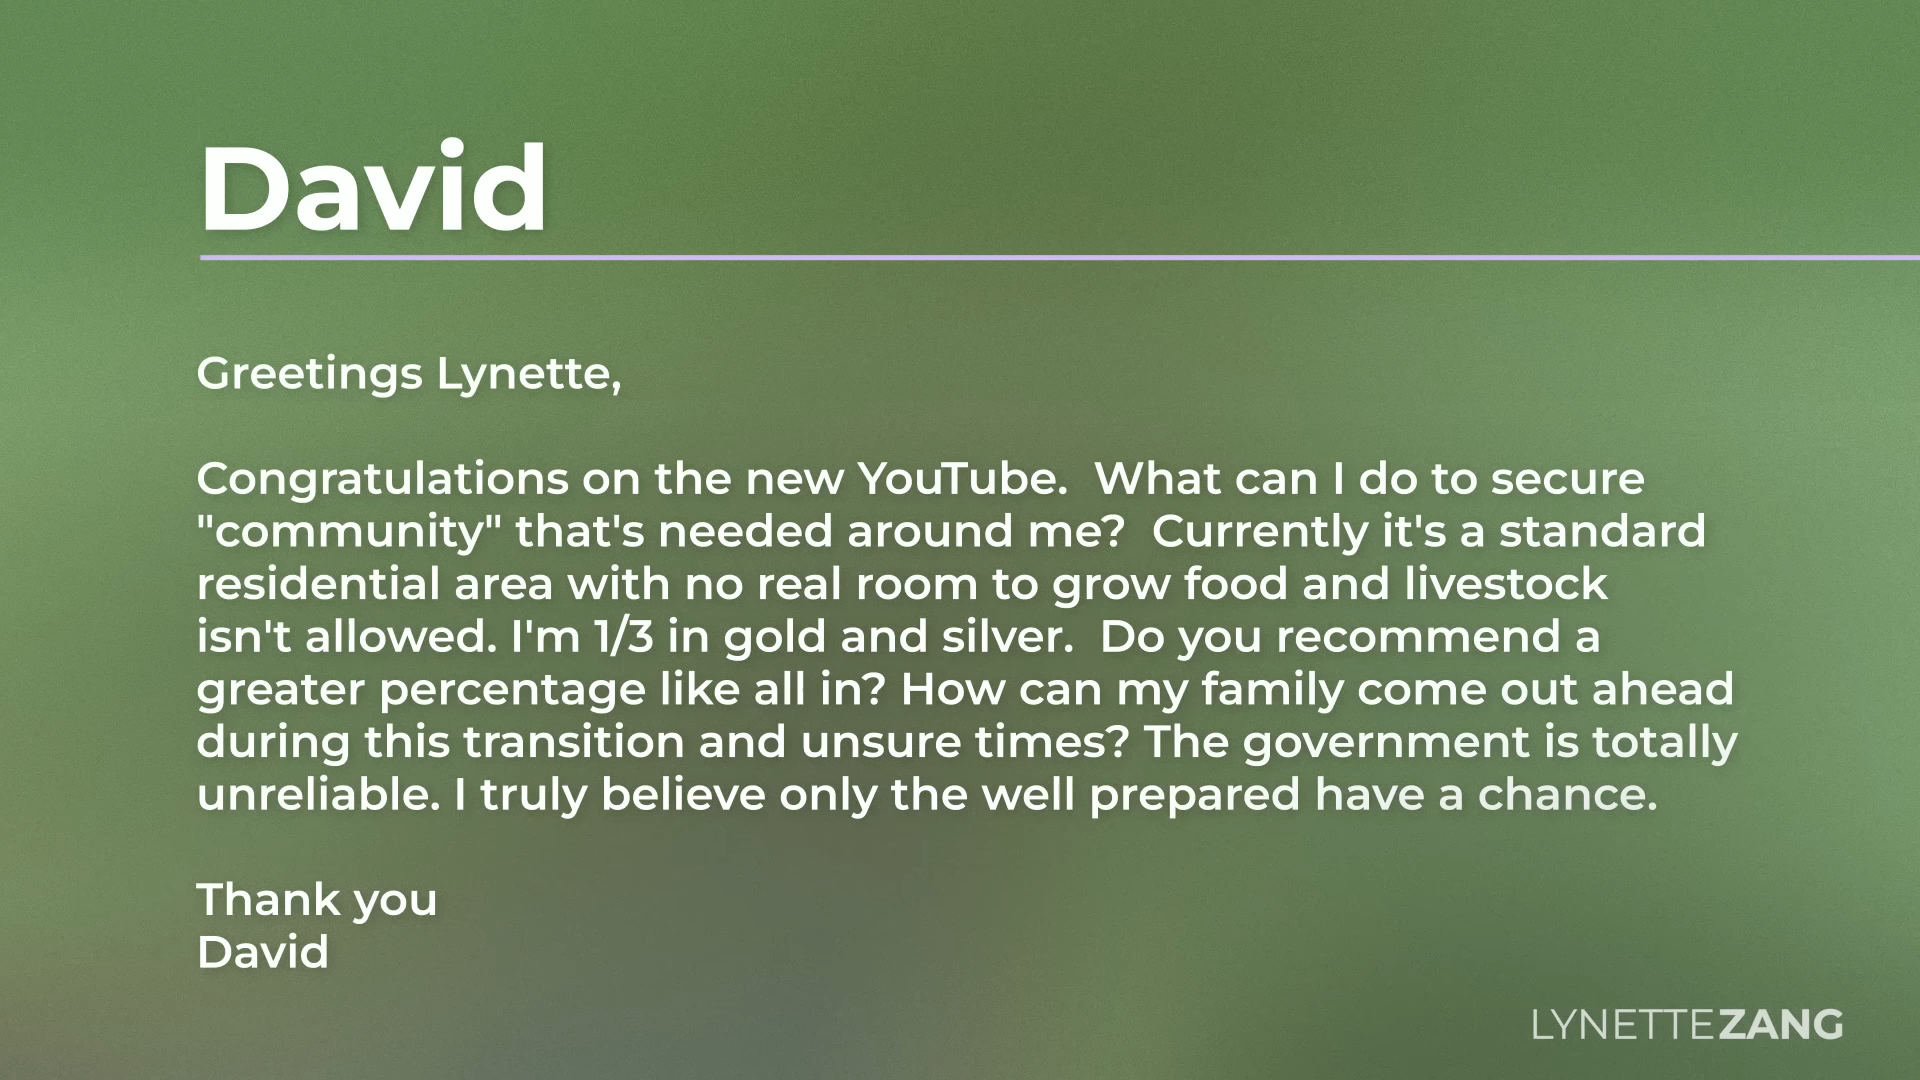 David
Greetings Lynette,
Congratulations on the new YouTube.  What can I do to secure
"community" that's needed around me?  Currently it's a standard
residential area with no real room to grow food and livestock
isn't allowed. I'm 1/3 in gold and silver.  Do you recommend a
greater percentage like all in? How can my family come out ahead
during this transition and unsure times? The government is totally
unreliable. I truly believe only the well prepared have a chance.
Thank you
David
LYNETTEZANG